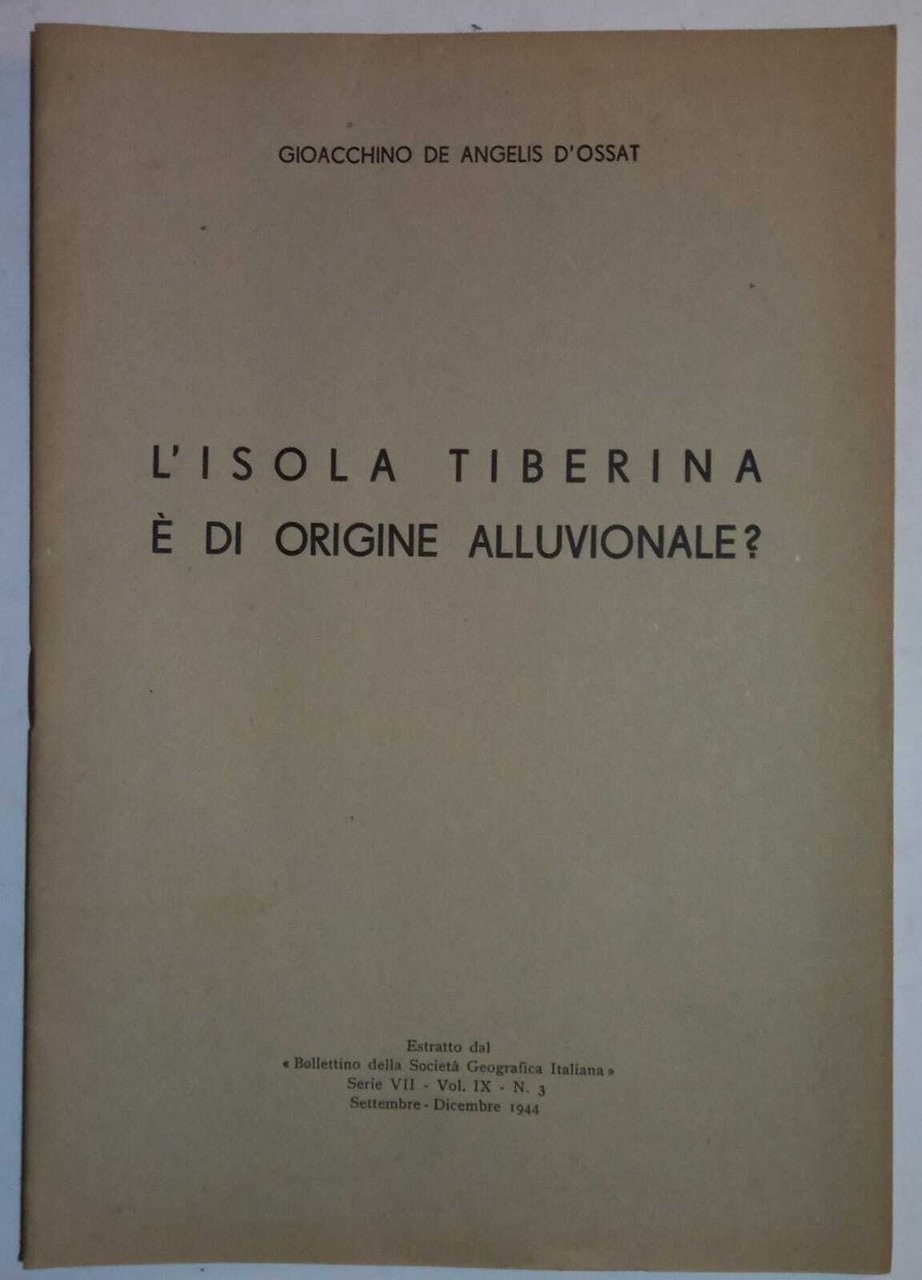 GIOACCHINO DE ANGELIS D'OSSAT
L'ISOLA TIBERINA
È DI ORIGINE ALLUVIONALE?
Estratto dal
« Bollettino della Società Geografica Italiana »
Serie VII - Vol. IX - N. 3
Settembre - Dicembre 1944